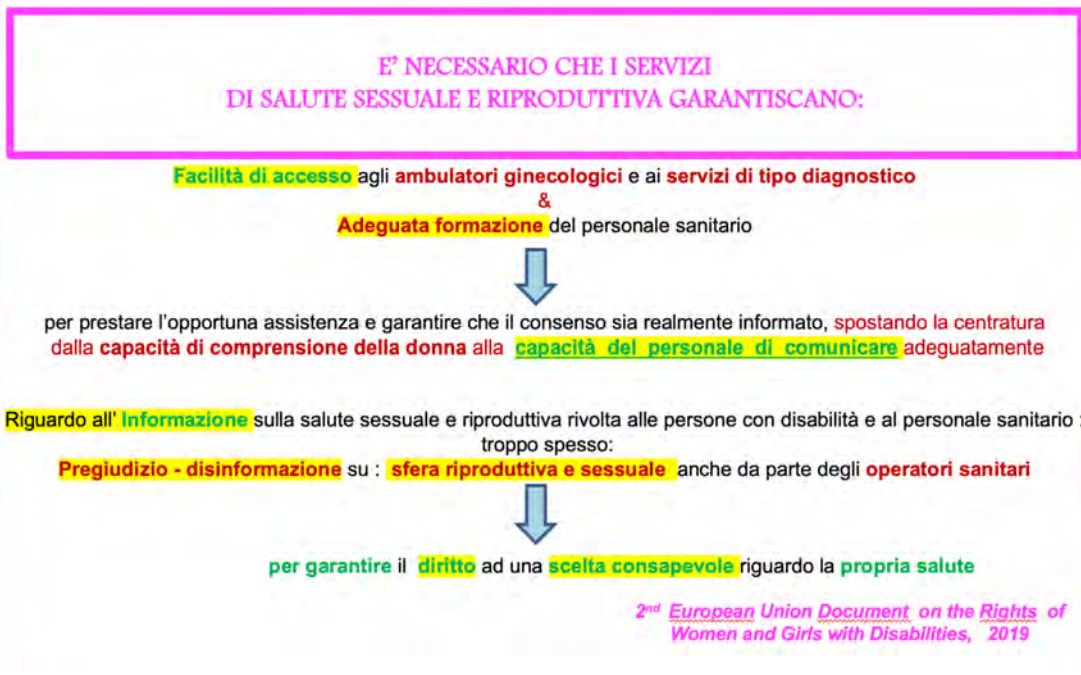 E' NECESSARIO CHE I SERVIZI
DI SALUTE SESSUALE E RIPRODUTTIVA GARANTISCANO:
Facilità di accesso agli ambulatori ginecologici e ai servizi di tipo diagnostico
&
Adeguata formazione del personale sanitario
per prestare l'opportuna assistenza e garantire che il consenso sia realmente informato, spostando la centratura
dalla capacità di comprensione della donna alla capacità del personale di comunicare adeguatamente
Riguardo all' Informazione sulla salute sessuale e riproduttiva rivolta alle persone con disabilità e al personale sanitario :
troppo spesso:
Pregiudizio - disinformazione su : sfera riproduttiva e sessuale anche da parte degli operatori sanitari
per garantire il diritto ad una scelta consapevole riguardo la propria salute
2nd European Union Document on the Rights of
Women and Girls with Disabilities, 2019